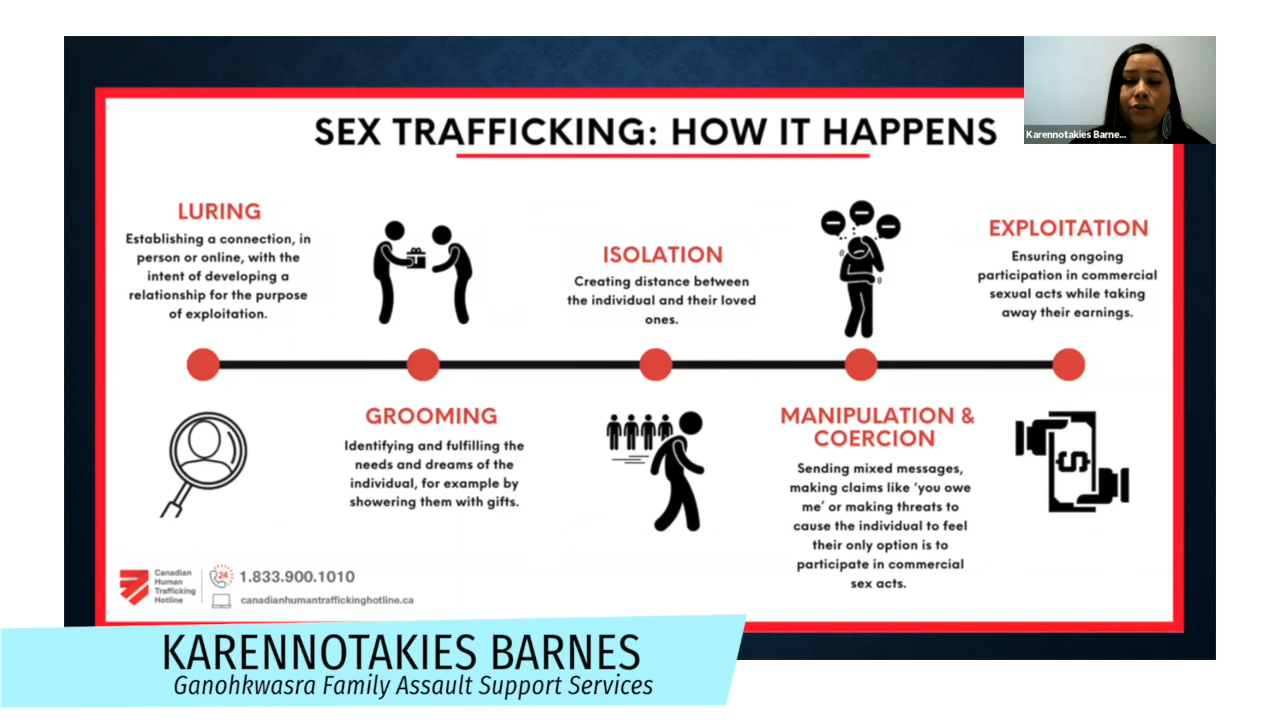 SEX TRAFFICKING: HOW IT HAPPENS
Karennotakies Barne...
LURING
Establishing a connection, in
person or online, with the
intent of developing a
relationship for the purpose
of exploitation.
GROOMING
Identifying and fulfilling the
needs and dreams of the
individual, for example by
showering them with gifts.
ISOLATION
Creating distance between
the individual and their loved
ones.
MANIPULATION &
COERCION
Sending mixed messages,
making claims like ‘you owe
me’ or making threats to
cause the individual to feel
their only option is to
participate in commercial
sex acts.
EXPLOITATION
Ensuring ongoing
participation in commercial
sexual acts while taking
away their earnings.
$
Canadian
Human
Trafficking
Hotline
24
1.833.900.1010
canadianhumantraffickinghotline.ca
KARENNOTAKIES BARNES
Ganohkwasra Family Assault Support Services